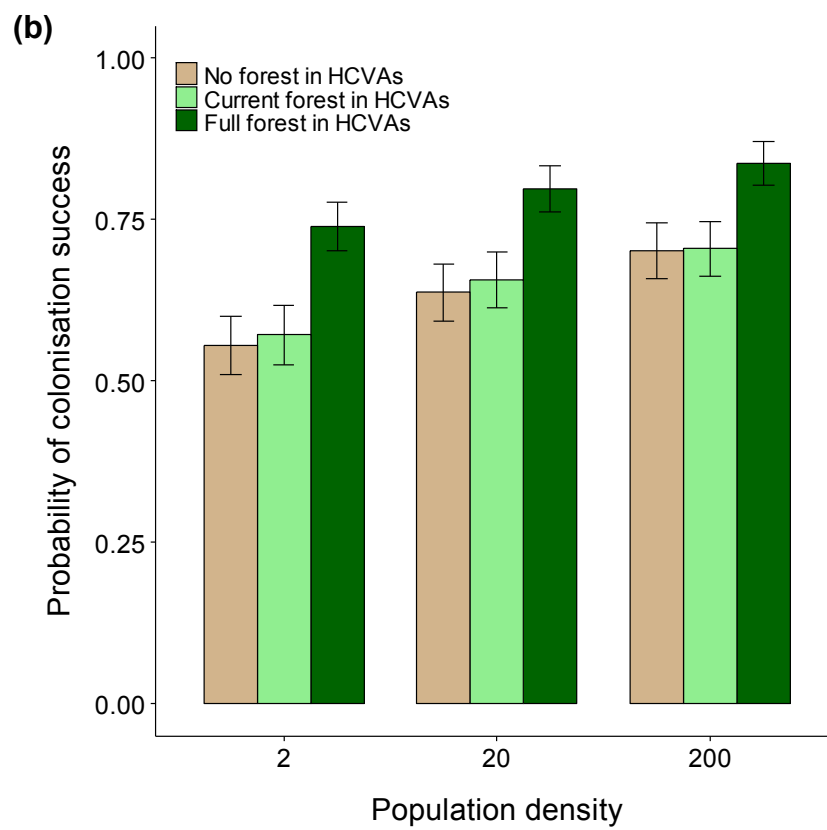 (b)
1.00
No forest in HCVAs
Current forest in HCVAs
Full forest in HCVAs
0.75
0.50
0.25
0.00
Probability of colonisation success
2 20 200
Population density